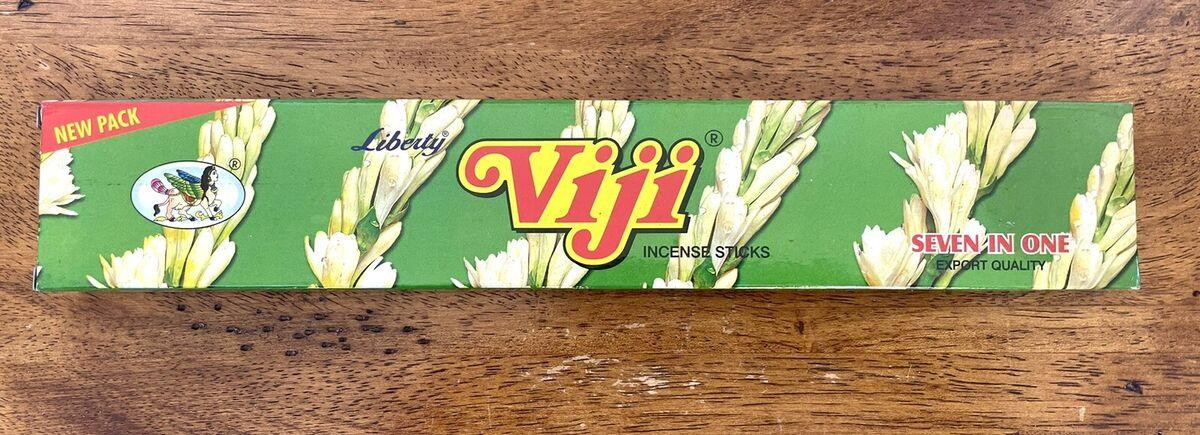 NEW PACK
®
Liberty®
Viji®
INCENSE STICKS
SEVEN IN ONE
EXPORT QUALITY